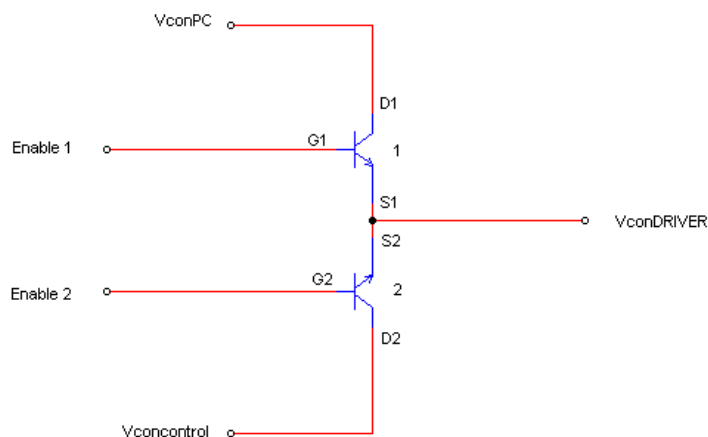 VconPC
D1
G1
Enable 1
1
S1
VconDRIVER
S2
G2
Enable 2
2
D2
Vconcontrol